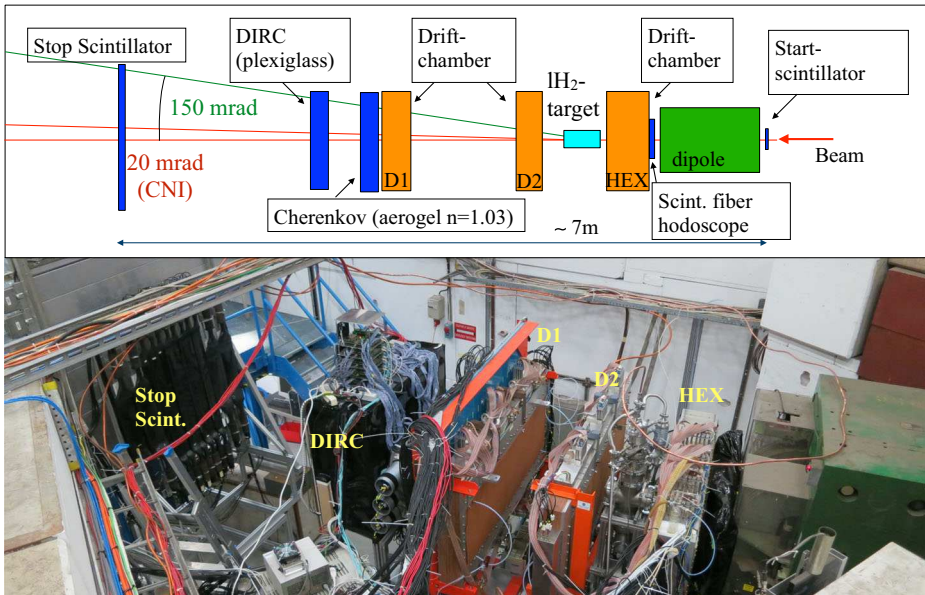 Stop Scintillator
DIRC
(plexiglass)
Drift-
chamber
lH₂-
target
Drift-
chamber
Start-
scintillator
150 mrad
20 mrad
(CNI)
D1
D2
HEX
dipole
Beam
Cherenkov (aerogel n=1.03)
Scint. fiber
hodoscope
~ 7m
D1
D2
HEX
Stop
Scint.
DIRC